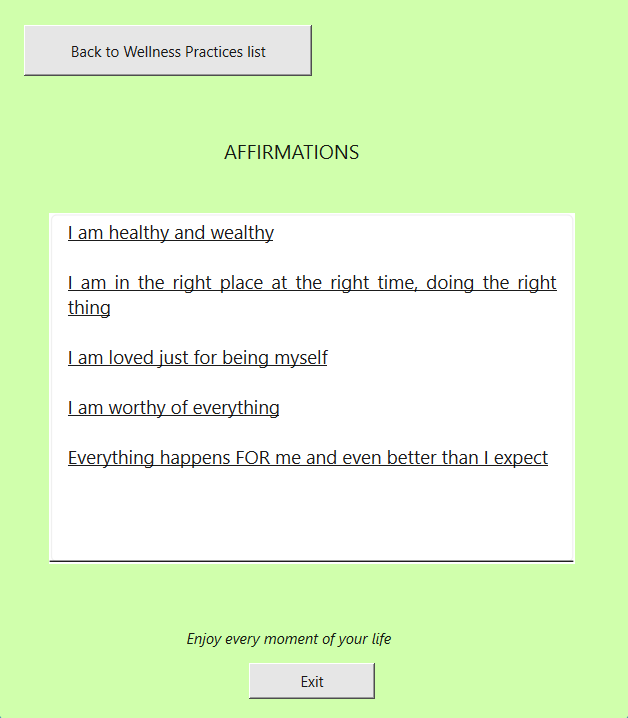 Back to Wellness Practices list
AFFIRMATIONS
I am healthy and wealthy
I am in the right place at the right time, doing the right
thing
I am loved just for being myself
I am worthy of everything
Everything happens FOR me and even better than I expect
Enjoy every moment of your life
Exit